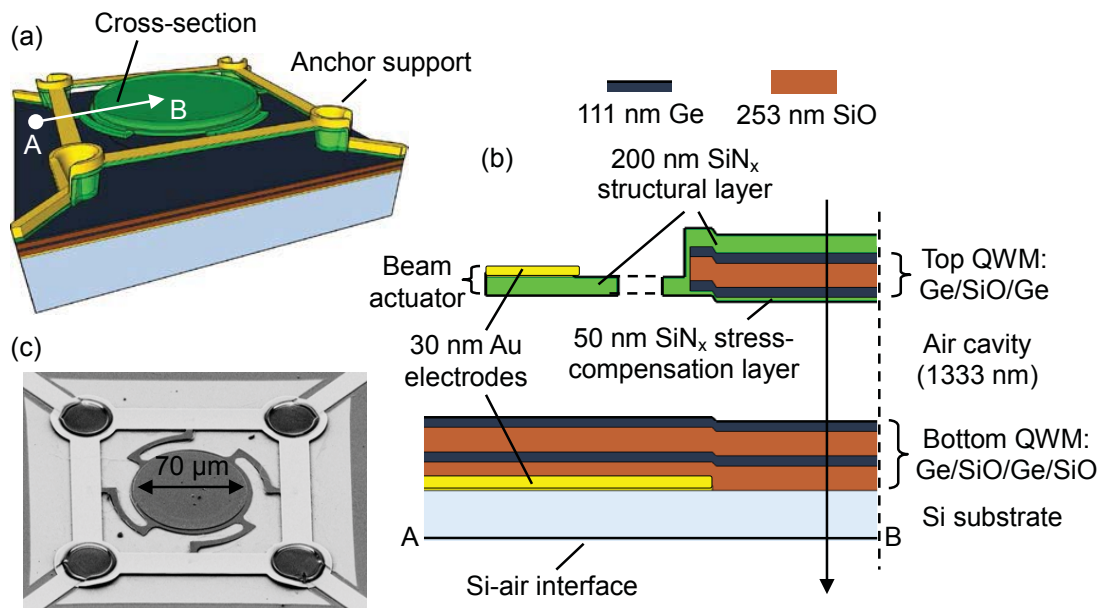 (a)
Cross-section
Anchor support
A
B
111 nm Ge
253 nm SiO
(b)
200 nm SiNₓ
structural layer
Beam
actuator
Top QWM:
Ge/SiO/Ge
50 nm SiNₓ stress-
compensation layer
30 nm Au
electrodes
Air cavity
(1333 nm)
Bottom QWM:
Ge/SiO/Ge/SiO
Si substrate
A
B
Si-air interface
(c)
70 µm